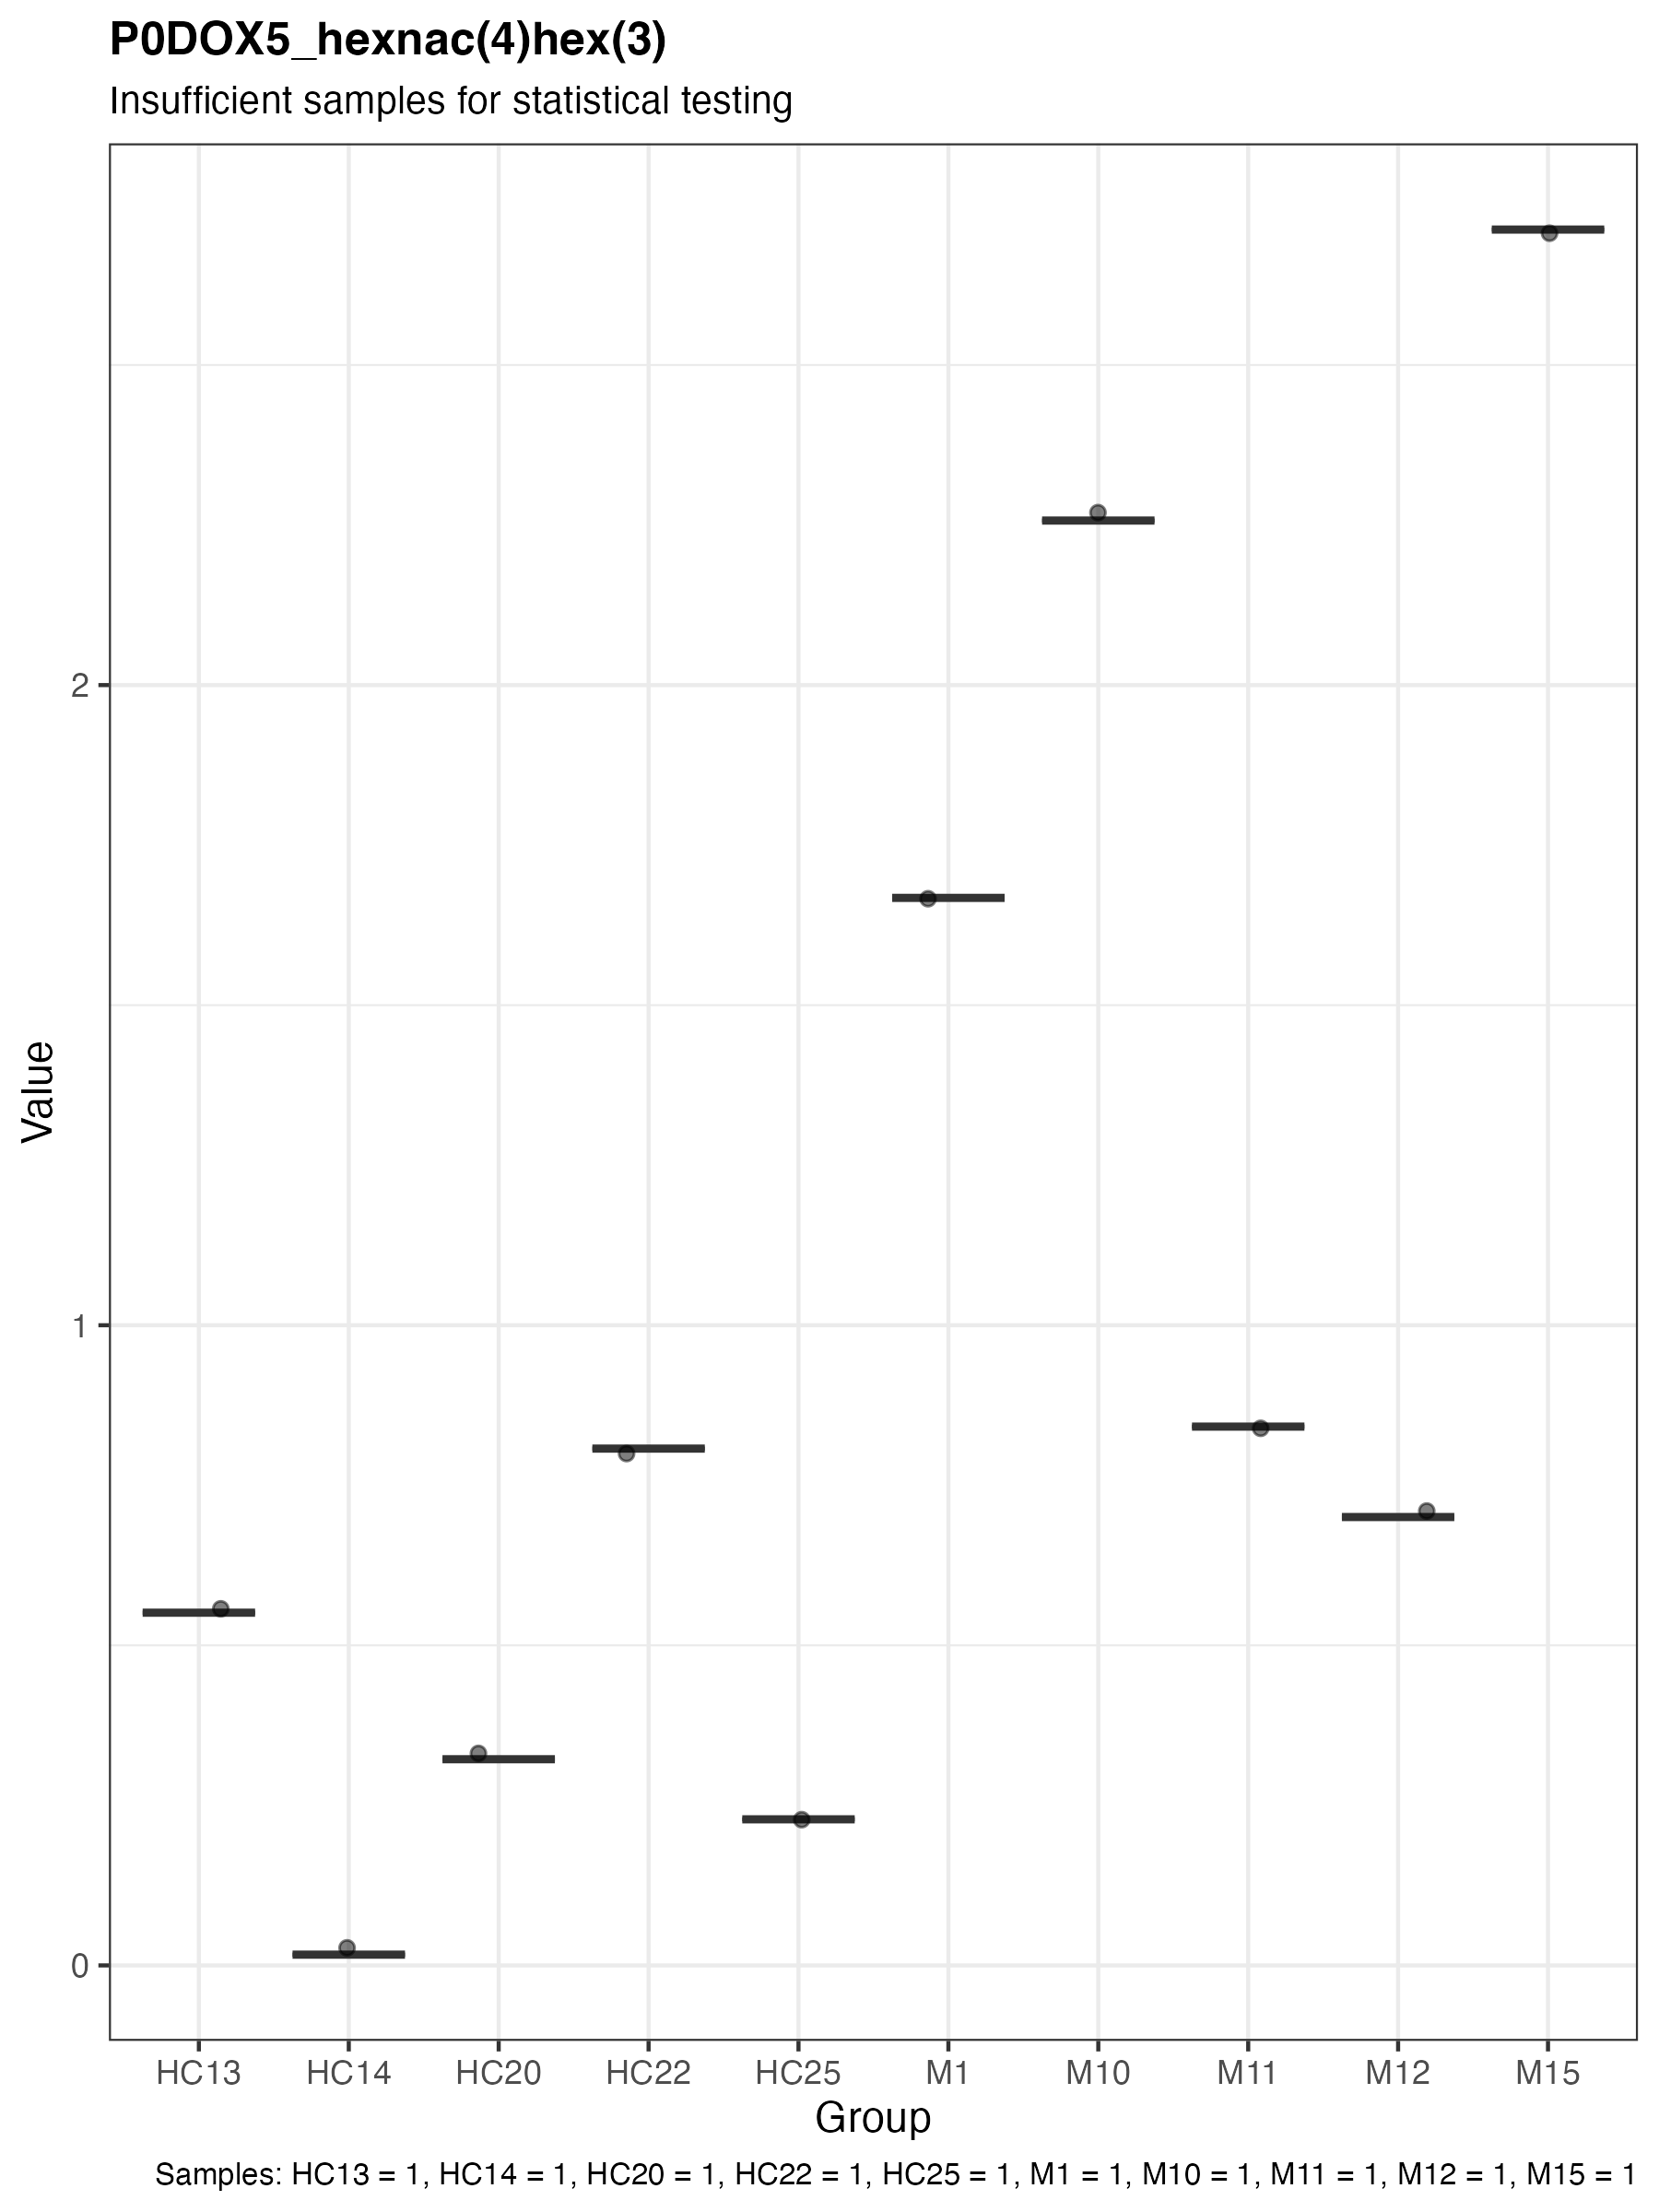 P0DOX5_hexnac(4)hex(3)
Insufficient samples for statistical testing
Value
2
1
0
HC13 HC14 HC20 HC22 HC25 M1 M10 M11 M12 M15
Group
Samples: HC13 = 1, HC14 = 1, HC20 = 1, HC22 = 1, HC25 = 1, M1 = 1, M10 = 1, M11 = 1, M12 = 1, M15 = 1